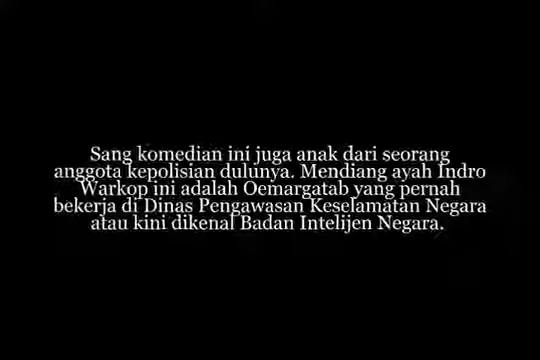 Sang komedian ini juga anak dari seorang
anggota kepolisian dulunya. Mendiang ayah Indro
Warkop ini adalah Oemargatab yang pernah
bekerja di Dinas Pengawasan Keselamatan Negara
atau kini dikenal Badan Intelijen Negara.